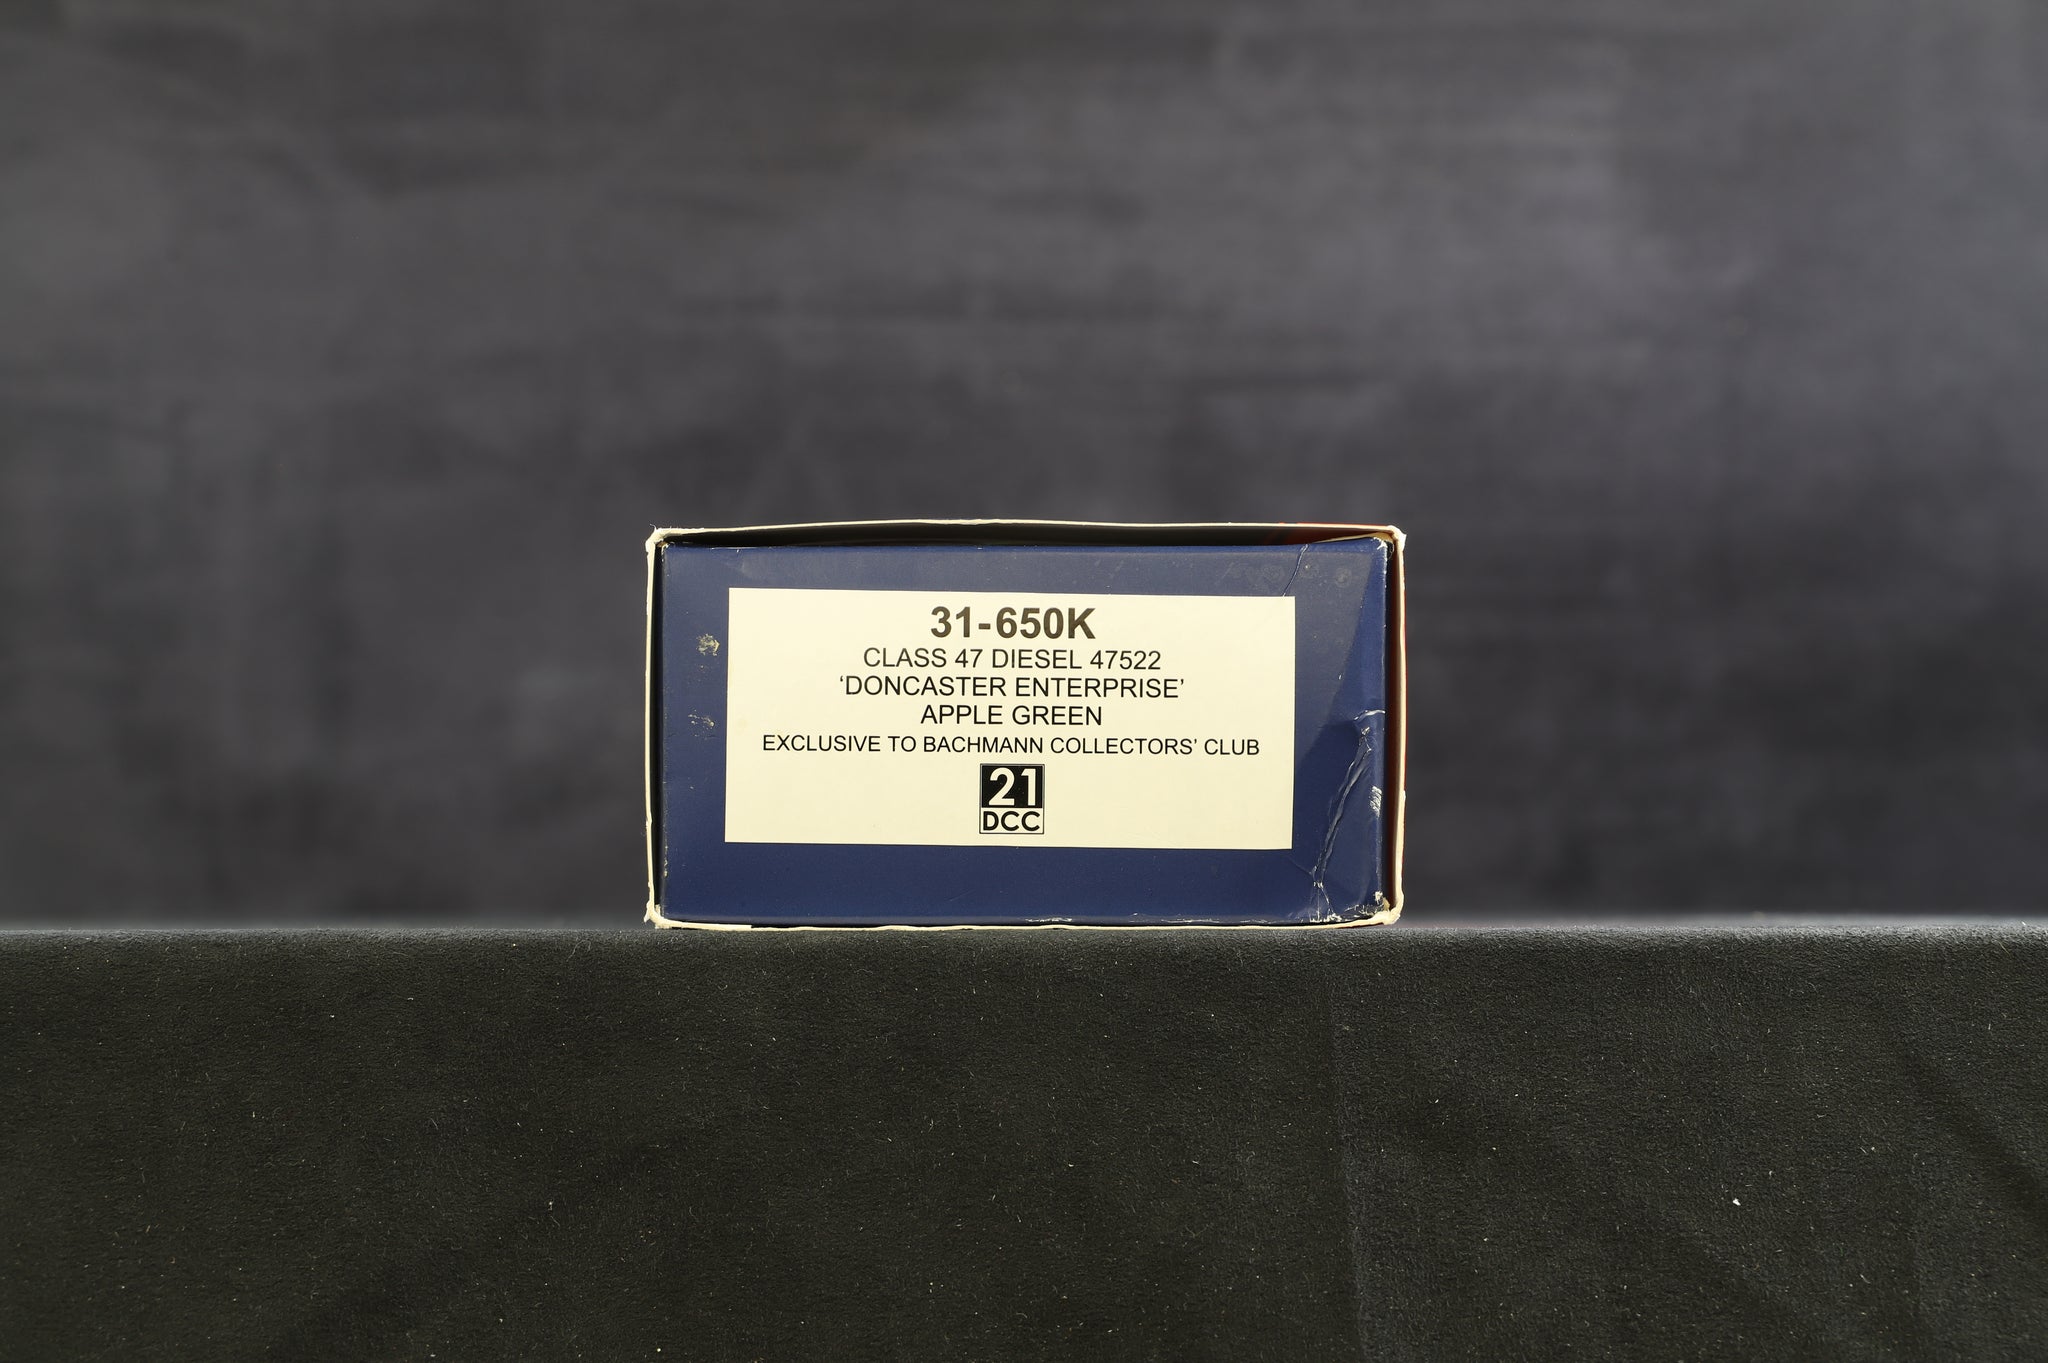 31-650K
CLASS 47 DIESEL 47522
‘DONCASTER ENTERPRISE’
APPLE GREEN
EXCLUSIVE TO BACHMANN COLLECTORS’ CLUB
21
DCC